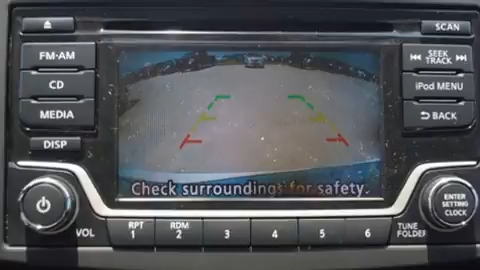 SCAN
FM·AM
CD
MEDIA
DISP
SEEK
TRACK
iPod MENU
BACK
Check surroundings for safety.
VOL
RPT
1
RDM
2
3
4
5
6
TUNE
FOLDER
ENTER
SETTING
CLOCK